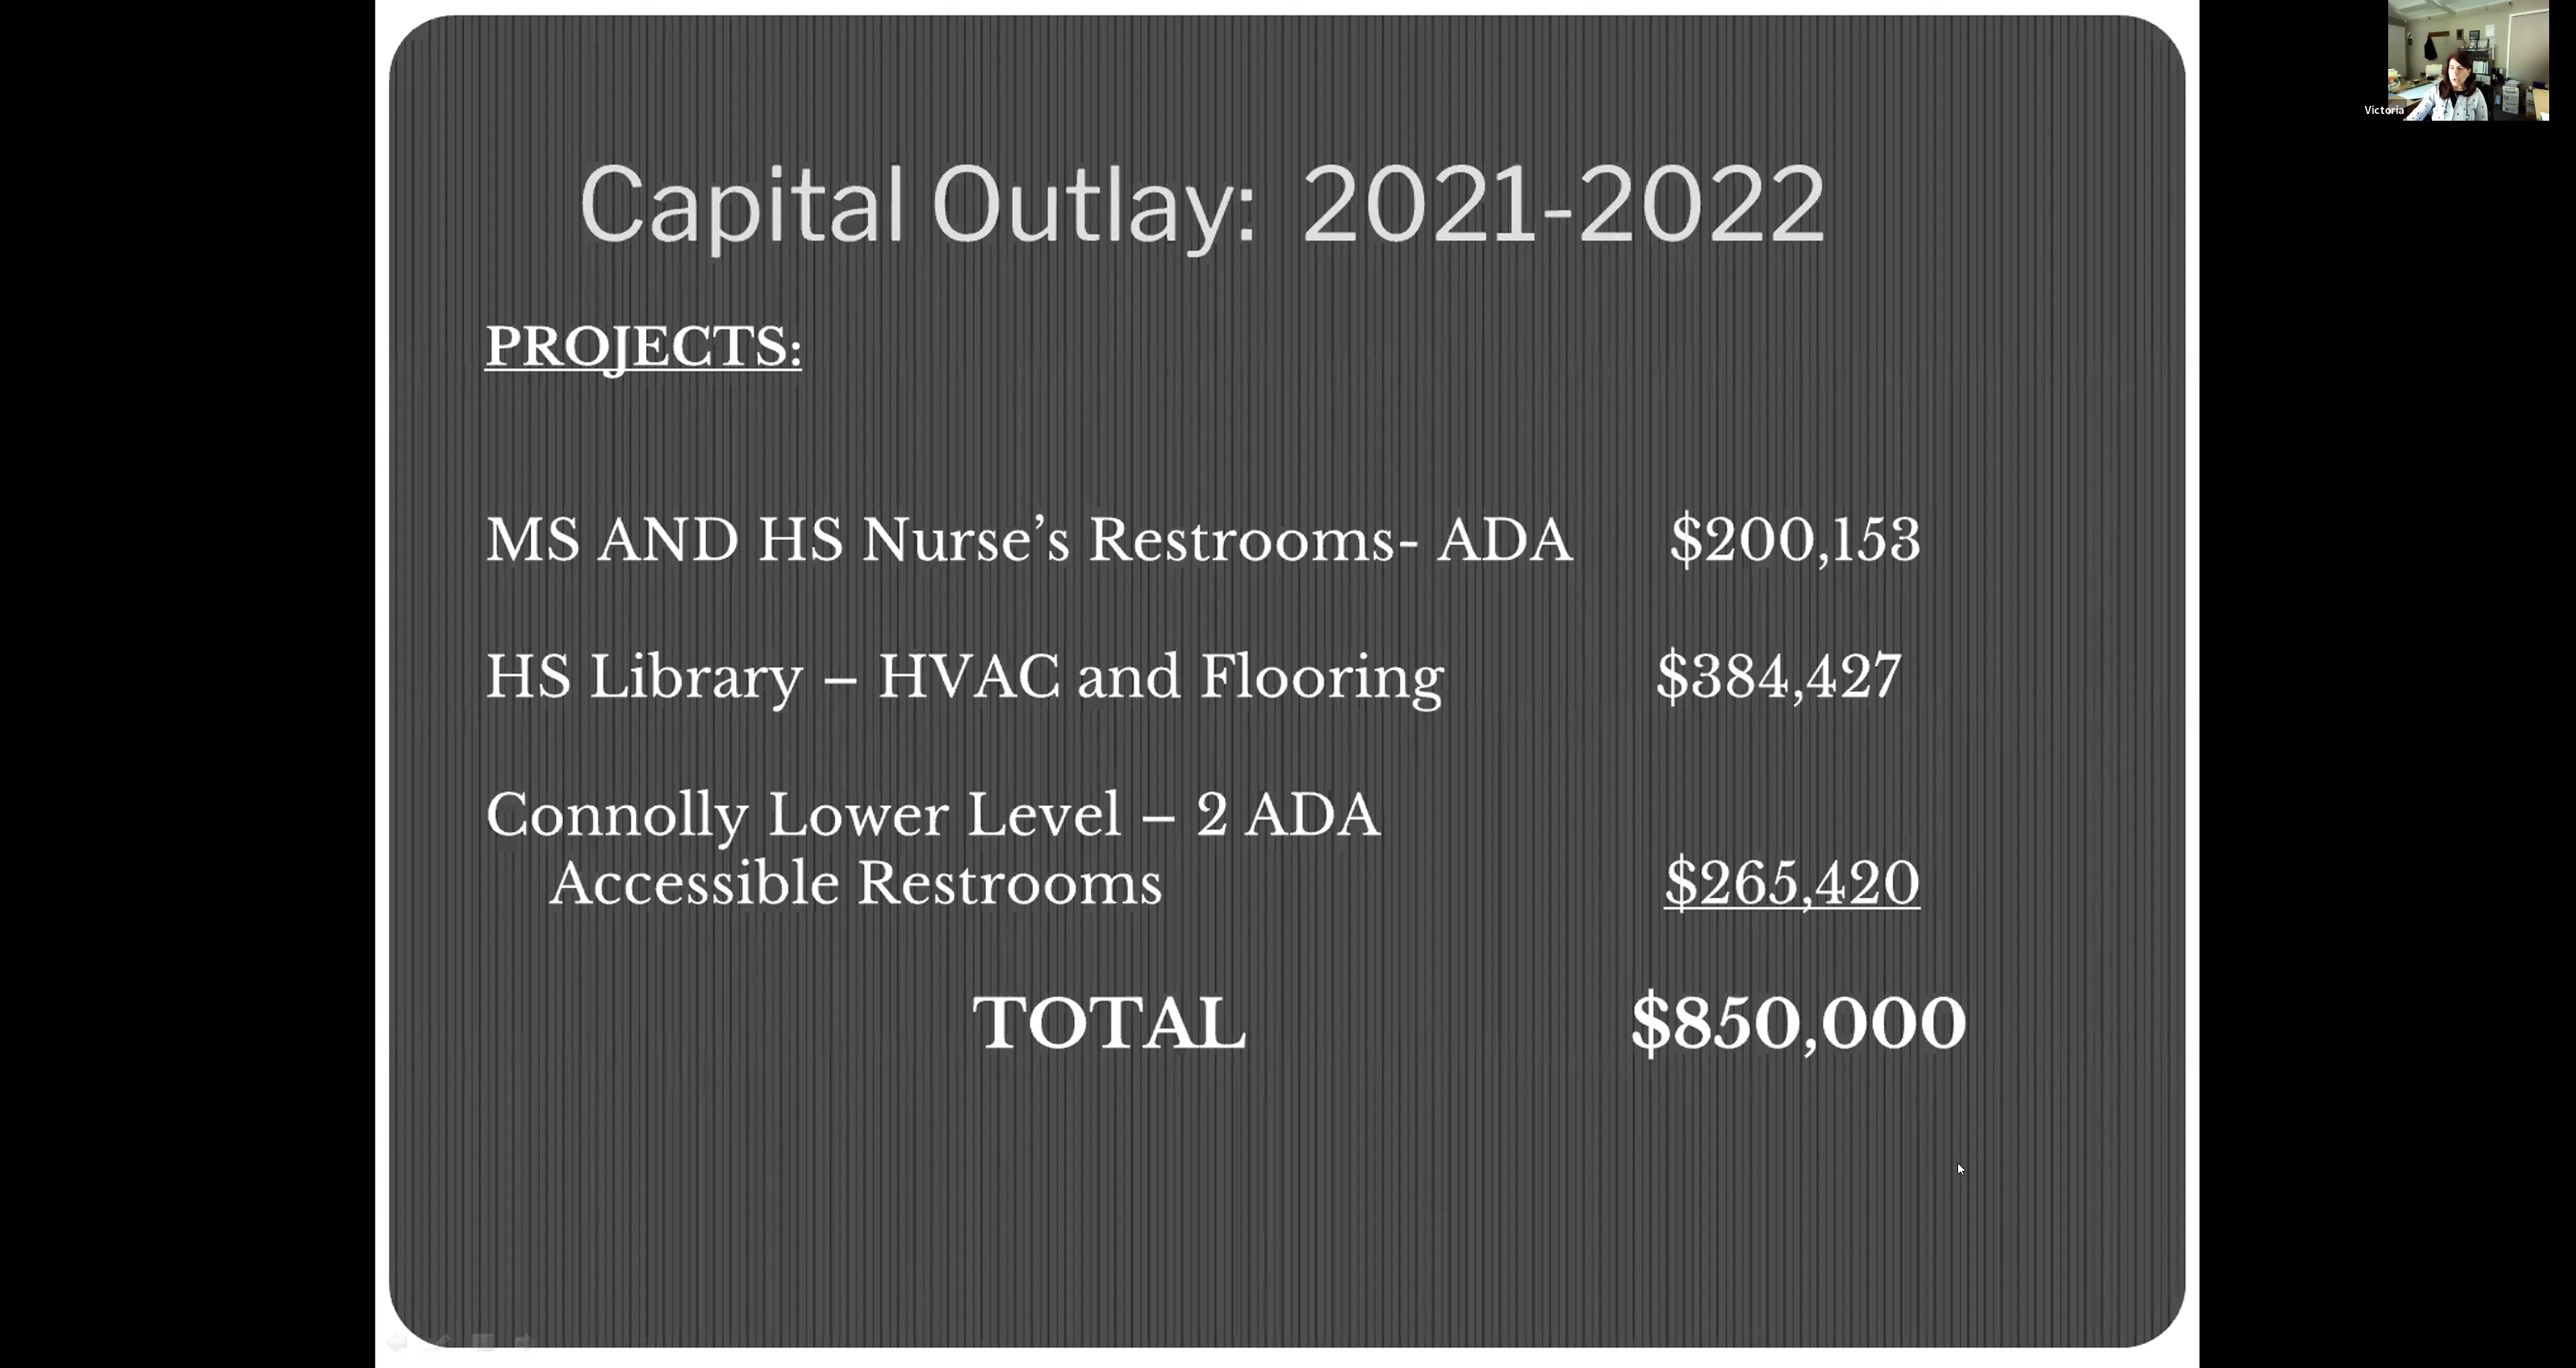 Capital Outlay: 2021-2022
Victoria
PROJECTS:
MS AND HS Nurse’s Restrooms- ADA $200,153
HS Library – HVAC and Flooring $384,427
Connolly Lower Level – 2 ADA
Accessible Restrooms $265,420
TOTAL $850,000